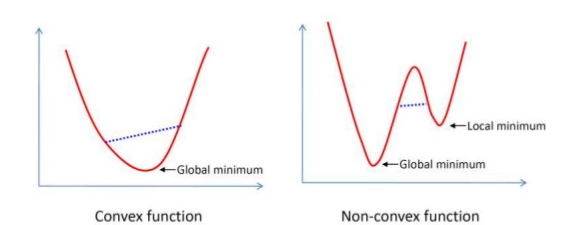 Global minimum
Convex function
Local minimum
Global minimum
Non-convex function